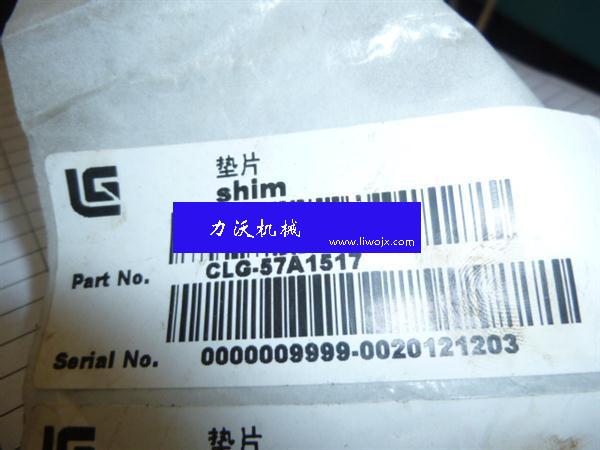 垫片
shim
力沃机械
www.liwojx.com
Part No.
CLG-57A1517
Serial No.
0000009999-0020121203
LG
垫片